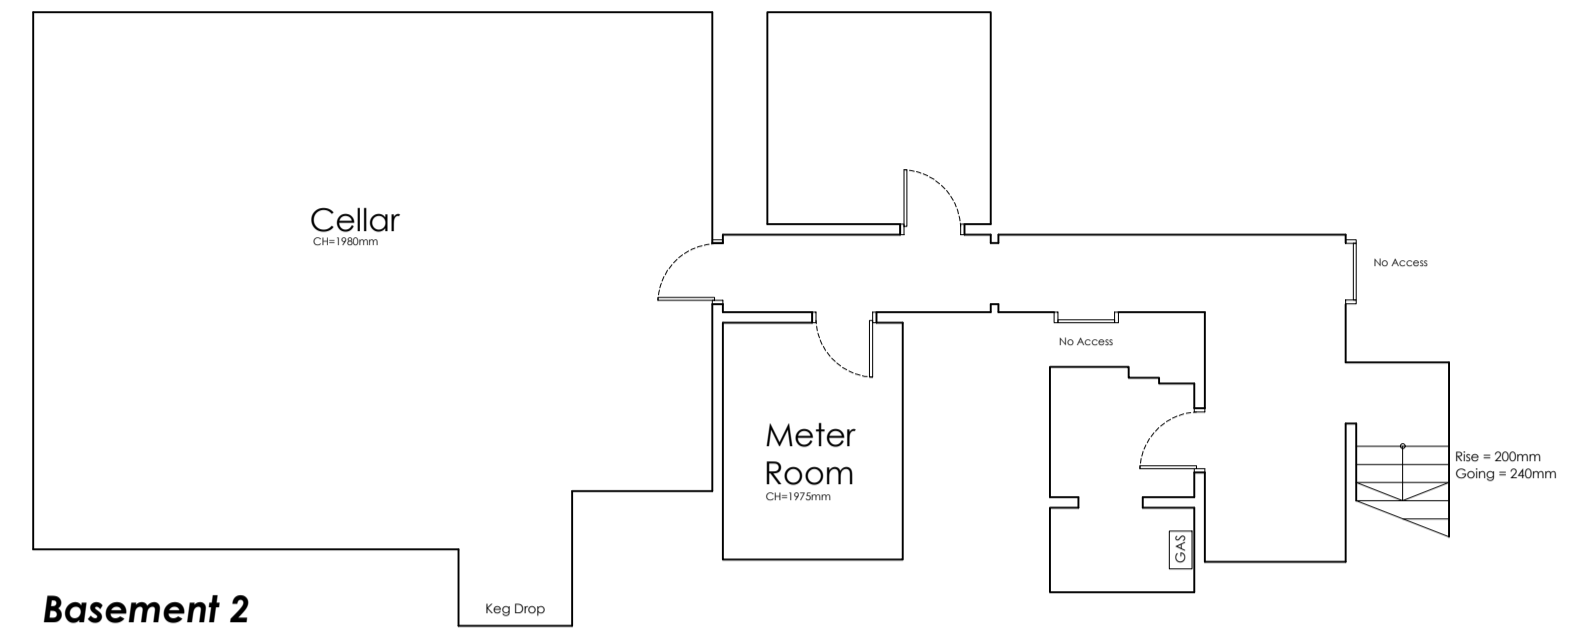 Cellar
CH=1980mm
No Access
No Access
Meter
Room
CH=1975mm
Rise = 200mm
Going = 240mm
GAS
Keg Drop
Basement 2